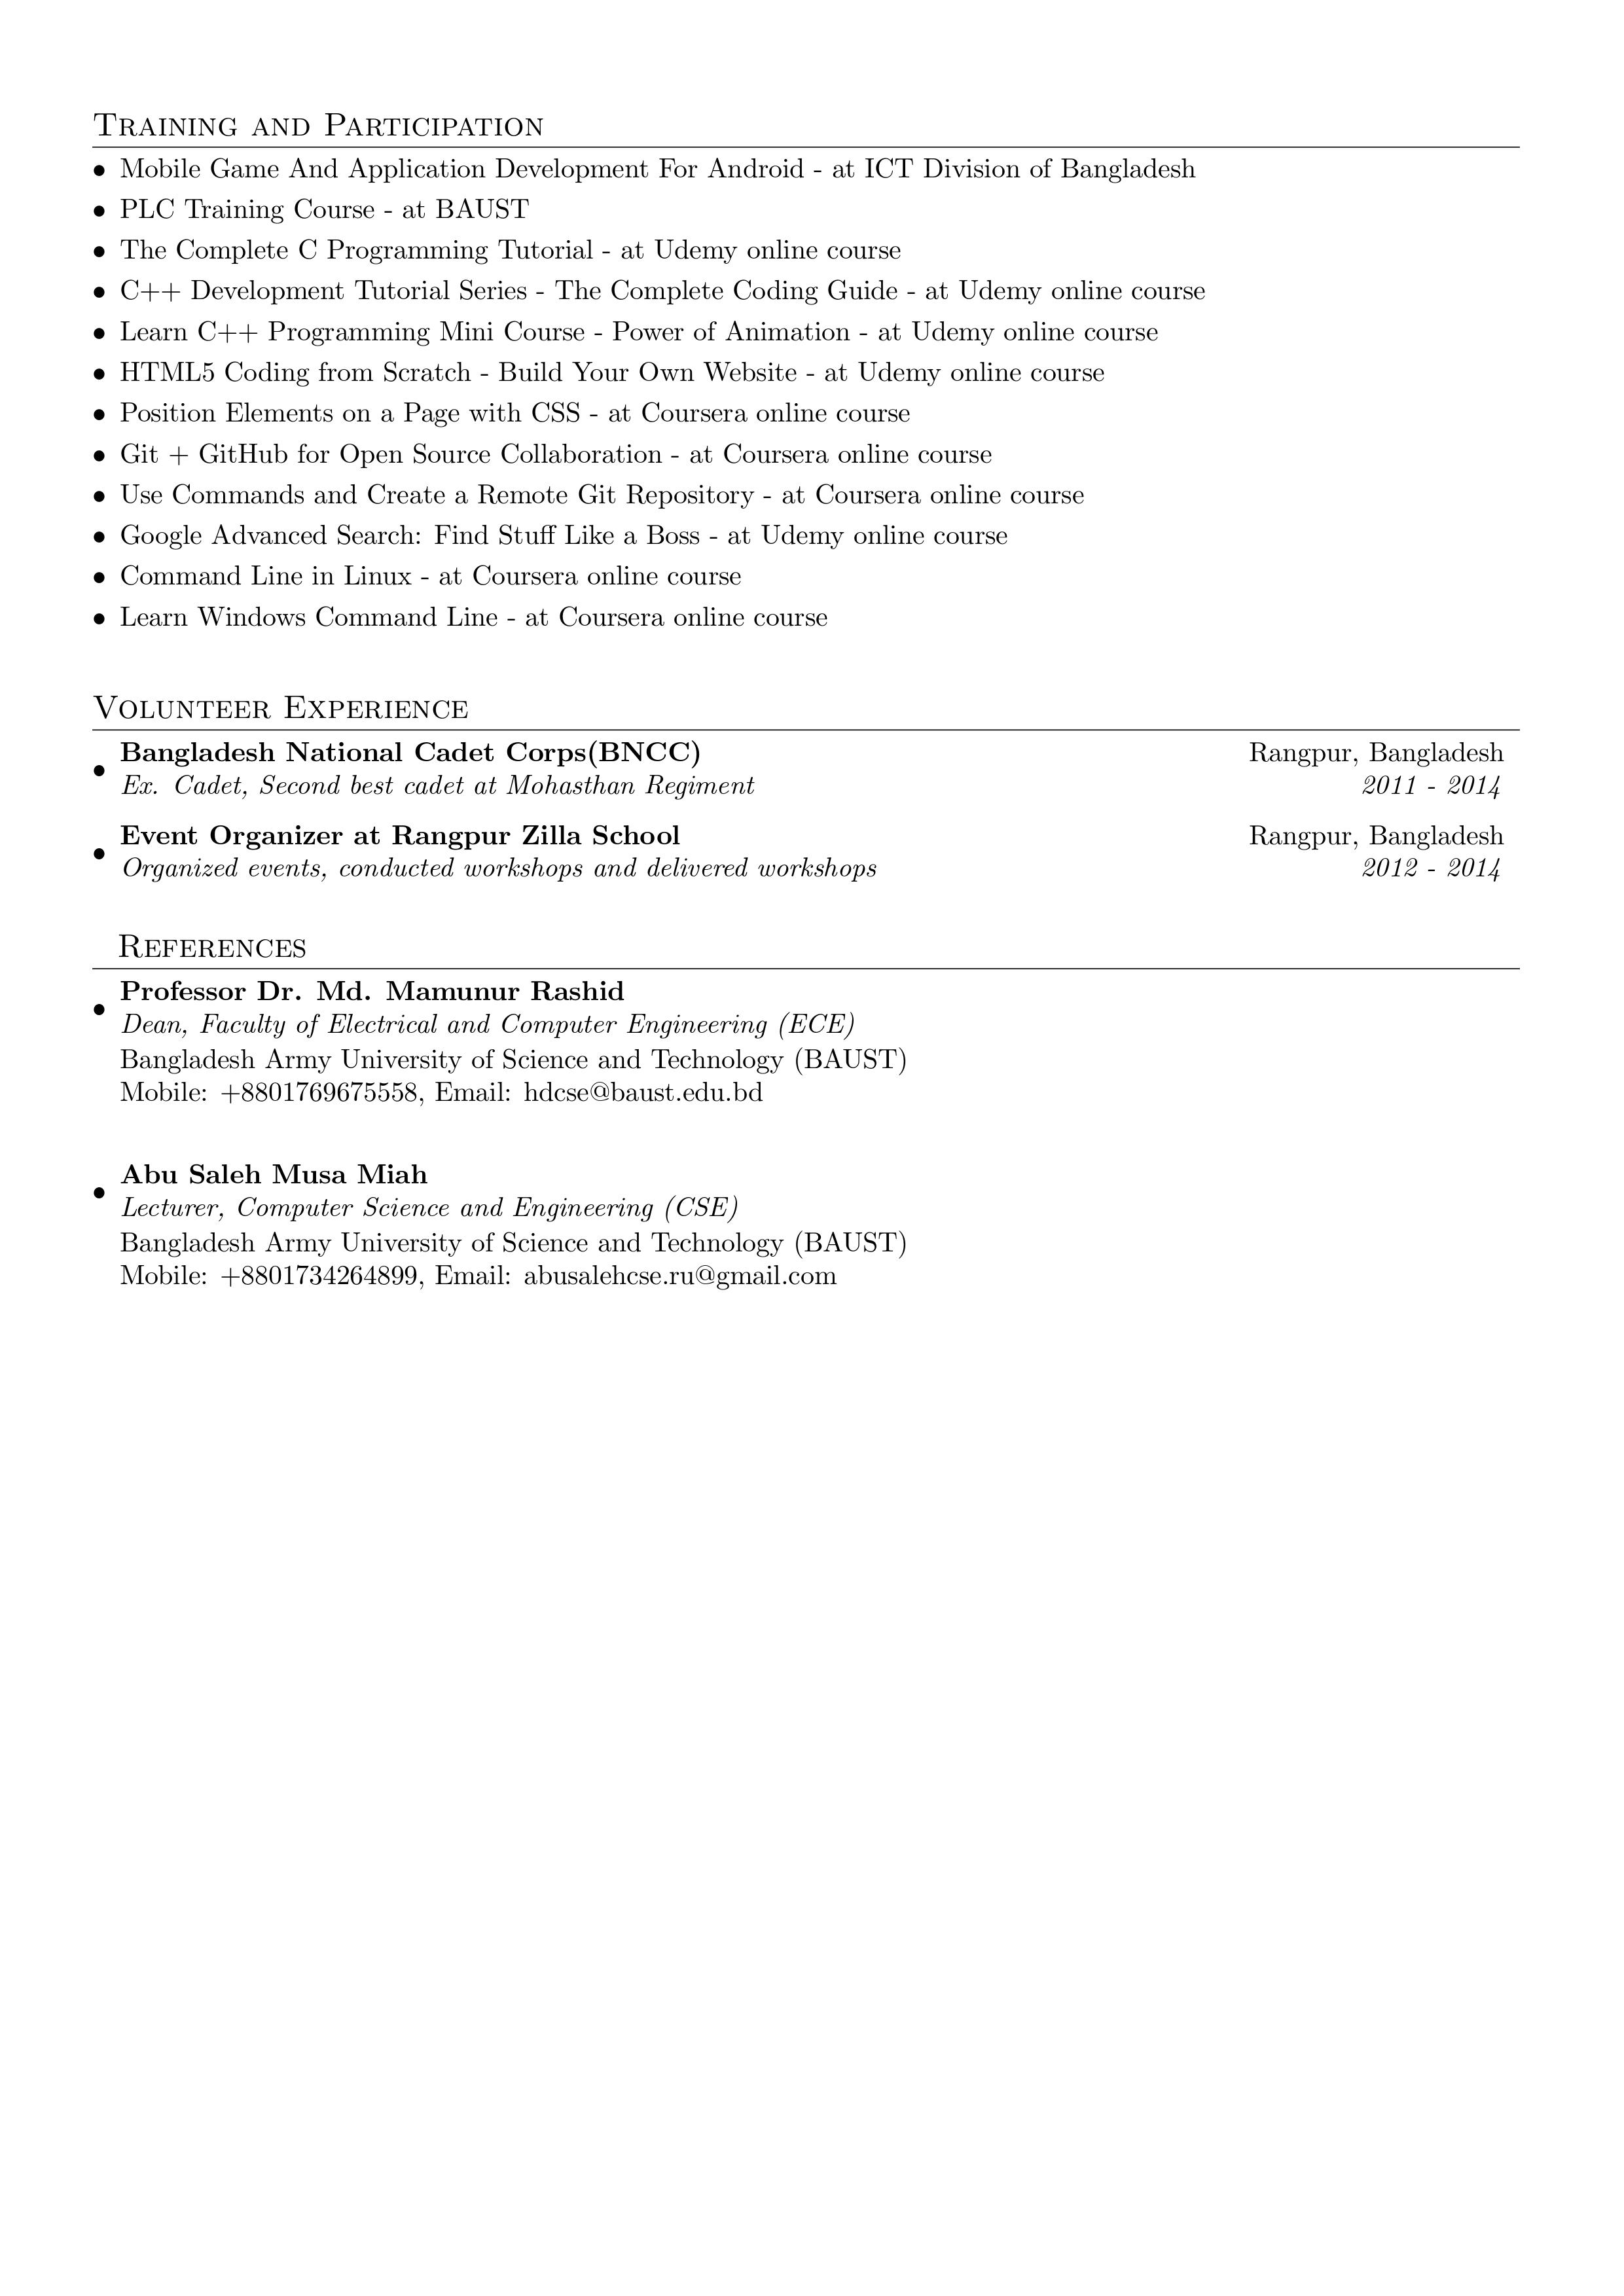 Training and Participation
• Mobile Game And Application Development For Android - at ICT Division of Bangladesh
• PLC Training Course - at BAUST
• The Complete C Programming Tutorial - at Udemy online course
• C++ Development Tutorial Series - The Complete Coding Guide - at Udemy online course
• Learn C++ Programming Mini Course - Power of Animation - at Udemy online course
• HTML5 Coding from Scratch - Build Your Own Website - at Udemy online course
• Position Elements on a Page with CSS - at Coursera online course
• Git + GitHub for Open Source Collaboration - at Coursera online course
• Use Commands and Create a Remote Git Repository - at Coursera online course
• Google Advanced Search: Find Stuff Like a Boss - at Udemy online course
• Command Line in Linux - at Coursera online course
• Learn Windows Command Line - at Coursera online course
Volunteer Experience
• Bangladesh National Cadet Corps(BNCC) Rangpur, Bangladesh
Ex. Cadet, Second best cadet at Mohasthan Regiment 2011 - 2014
• Event Organizer at Rangpur Zilla School Rangpur, Bangladesh
Organized events, conducted workshops and delivered workshops 2012 - 2014
References
• Professor Dr. Md. Mamunur Rashid
Dean, Faculty of Electrical and Computer Engineering (ECE)
Bangladesh Army University of Science and Technology (BAUST)
Mobile: +8801769675558, Email: hdcse@baust.edu.bd
• Abu Saleh Musa Miah
Lecturer, Computer Science and Engineering (CSE)
Bangladesh Army University of Science and Technology (BAUST)
Mobile: +8801734264899, Email: abusalehcse.ru@gmail.com